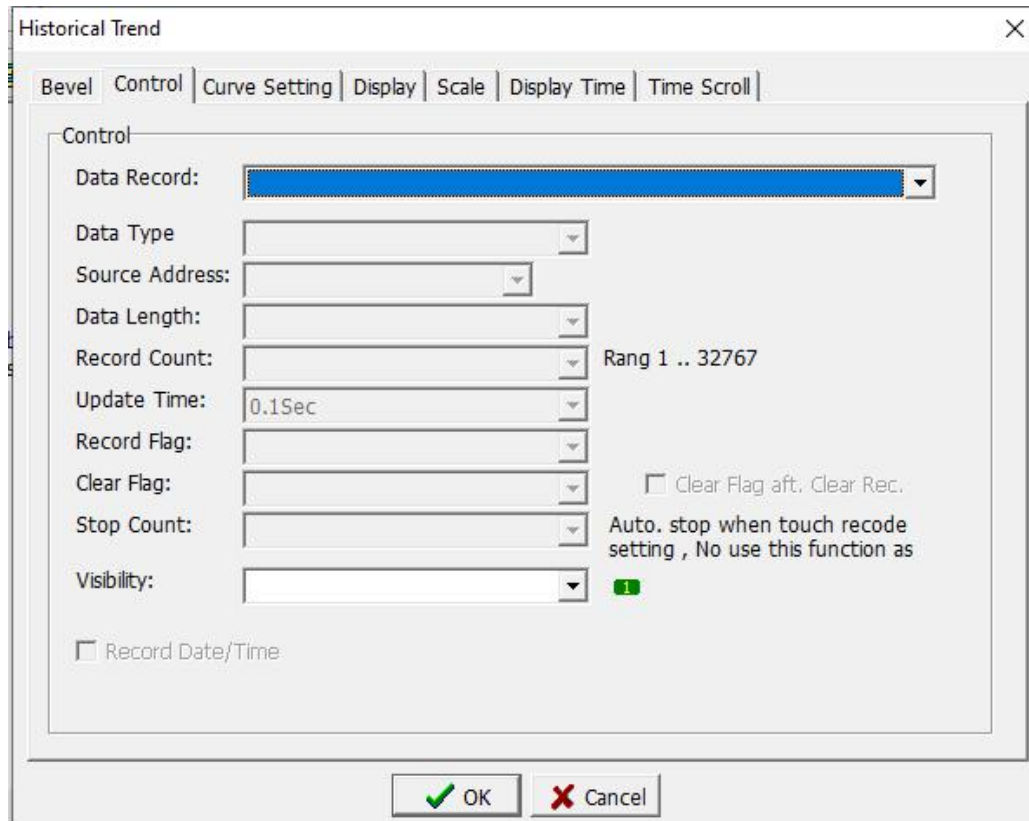 Historical Trend
Bevel Control Curve Setting Display Scale Display Time Time Scroll
Control
Data Record:
Data Type
Source Address:
Data Length:
Record Count: Rang 1 .. 32767
Update Time: 0.1Sec
Record Flag:
Clear Flag: Clear Flag aft. Clear Rec.
Stop Count: Auto. stop when touch recode
setting , No use this function as
Visibility: 1
Record Date/Time
OK Cancel